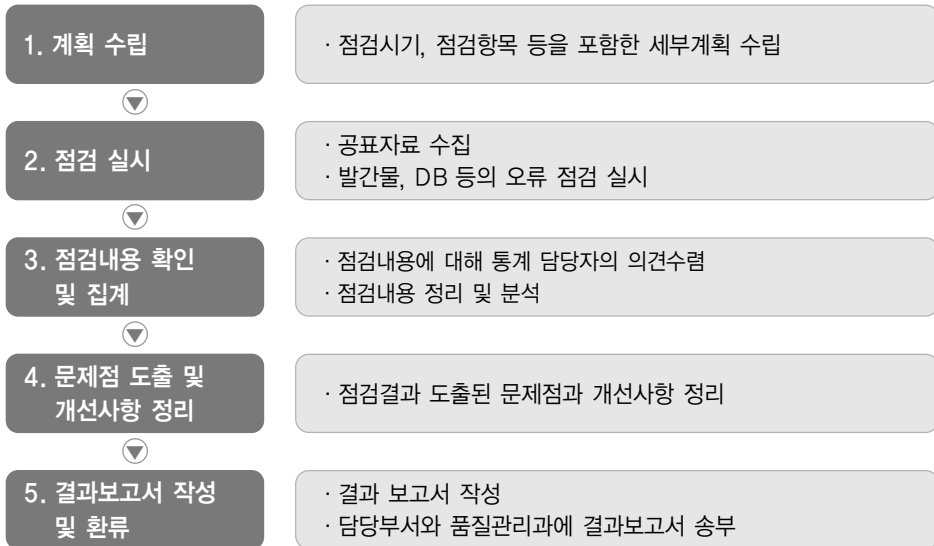 1. 계획 수립
· 점검시기, 점검항목 등을 포함한 세부계획 수립
2. 점검 실시
· 공표자료 수집
· 발간물, DB 등의 오류 점검 실시
3. 점검내용 확인
및 집계
· 점검내용에 대해 통계 담당자의 의견수렴
· 점검내용 정리 및 분석
4. 문제점 도출 및
개선사항 정리
· 점검결과 도출된 문제점과 개선사항 정리
5. 결과보고서 작성
및 환류
· 결과 보고서 작성
· 담당부서와 품질관리과에 결과보고서 송부